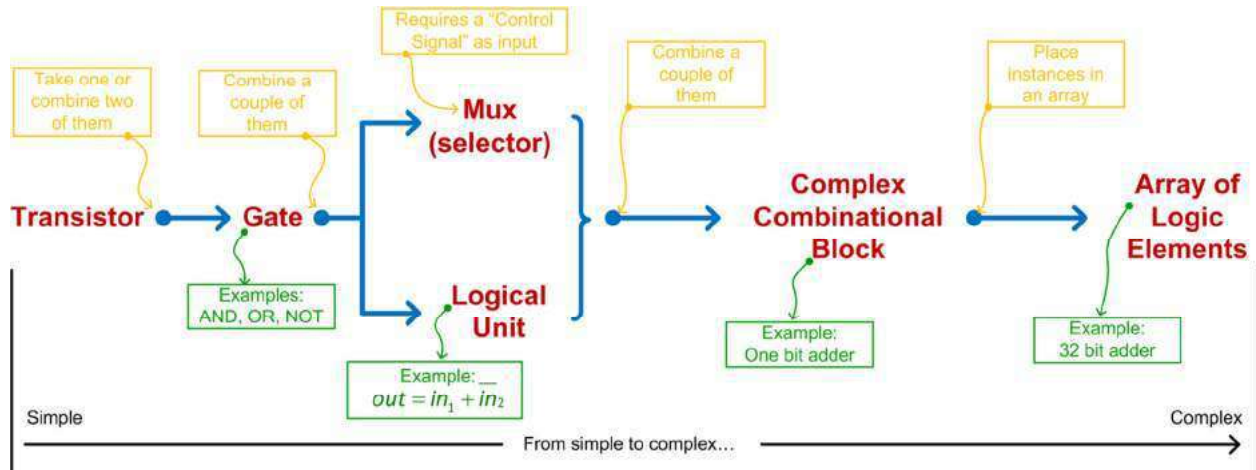 Requires a “Control
Signal” as input
Take one or
combine two
of them
Combine a
couple of
them
Combine a
couple of
them
Place
instances in
an array
Mux
(selector)
Transistor
Gate
Complex
Combinational
Block
Array of
Logic
Elements
Logical
Unit
Examples:
AND, OR, NOT
Example:
out = in₁ + in̅₂
Example:
One bit adder
Example:
32 bit adder
Simple
Complex
From simple to complex…